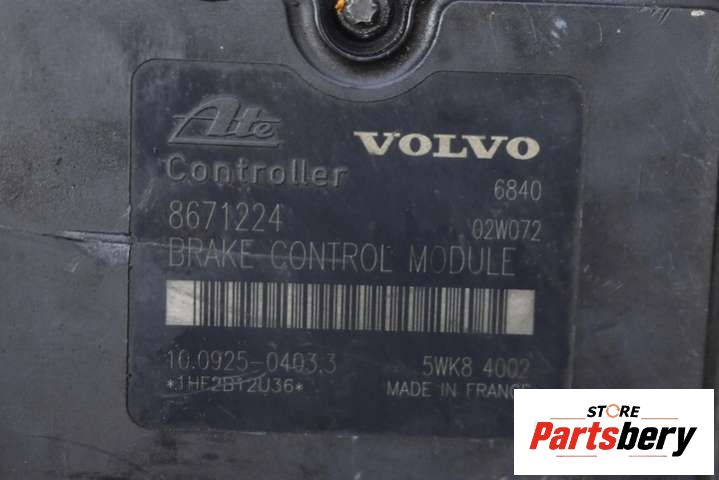 Ate VOLVO
Controller 6840
8671224 02W072
BRAKE CONTROL MODULE
10.0925-0403.3 5WK8 4002
*1HF2B12U36* MADE IN FRANCE
STORE
Partsbery